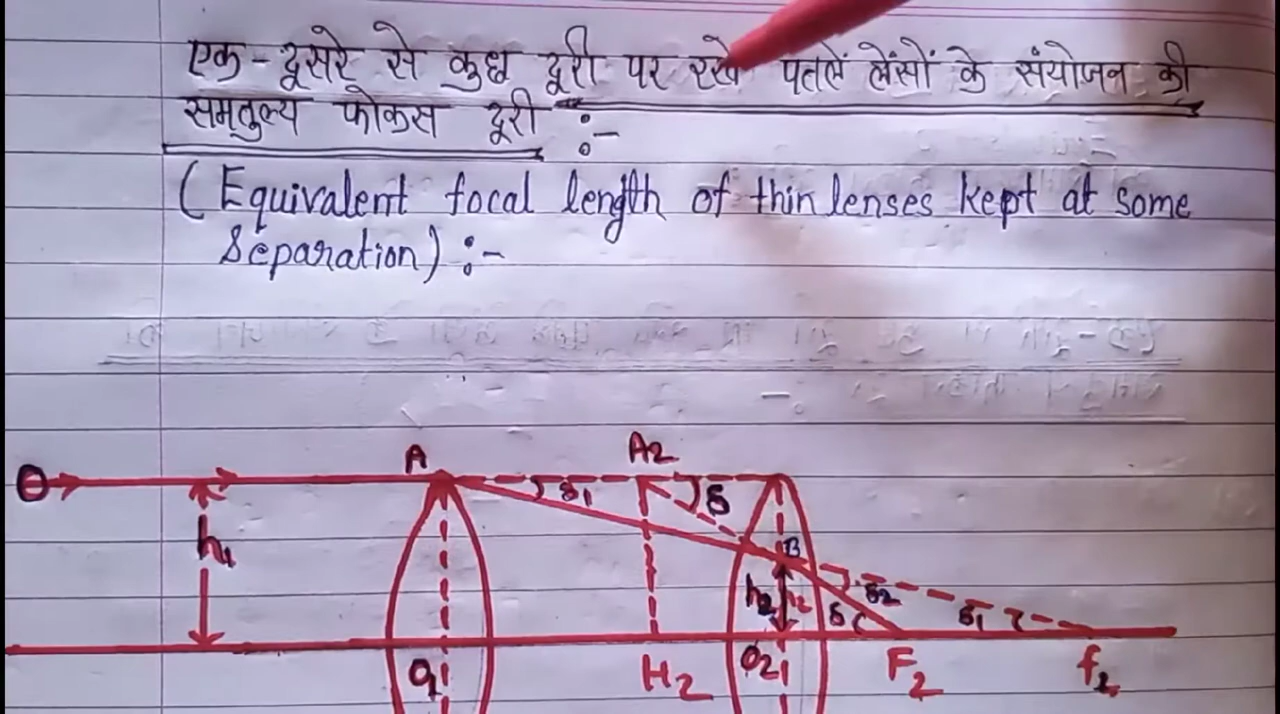 एक-दूसरे से कुछ दूरी पर रखे पतलें लेंसों के संयोजन की
समतुल्य फोकस दूरी :-
(Equivalent focal length of thin lenses kept at some
Separation) :-
A A2
δ1 δ
h1
B
h2 h2 δ2
δ δ1
O1 H2 O2 F2 f2